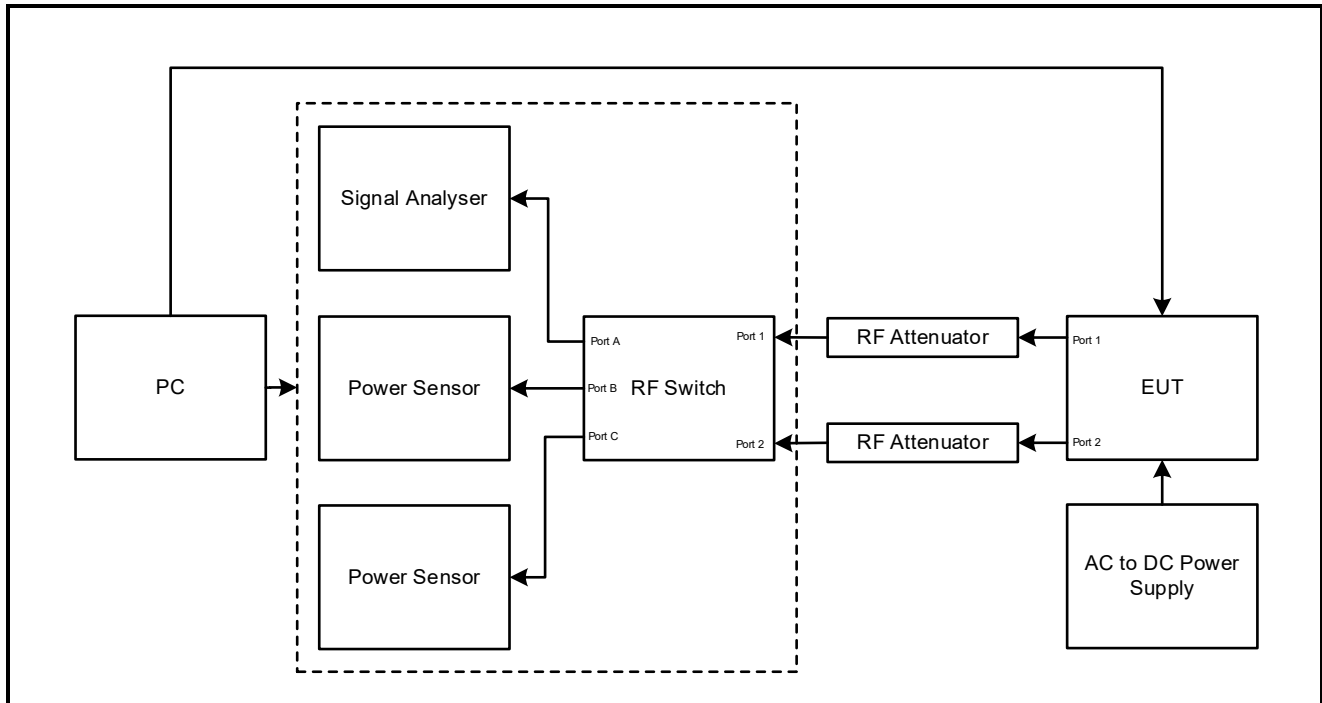 Signal Analyser
PC
Power Sensor
Port A
Port B
Port C
RF Switch
Port 1
Port 2
RF Attenuator
RF Attenuator
Port 1
EUT
Port 2
Power Sensor
AC to DC Power
Supply